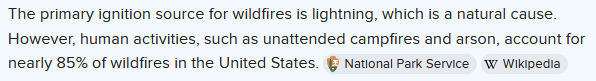 The primary ignition source for wildfires is lightning, which is a natural cause.
However, human activities, such as unattended campfires and arson, account for
nearly 85% of wildfires in the United States. National Park Service W Wikipedia